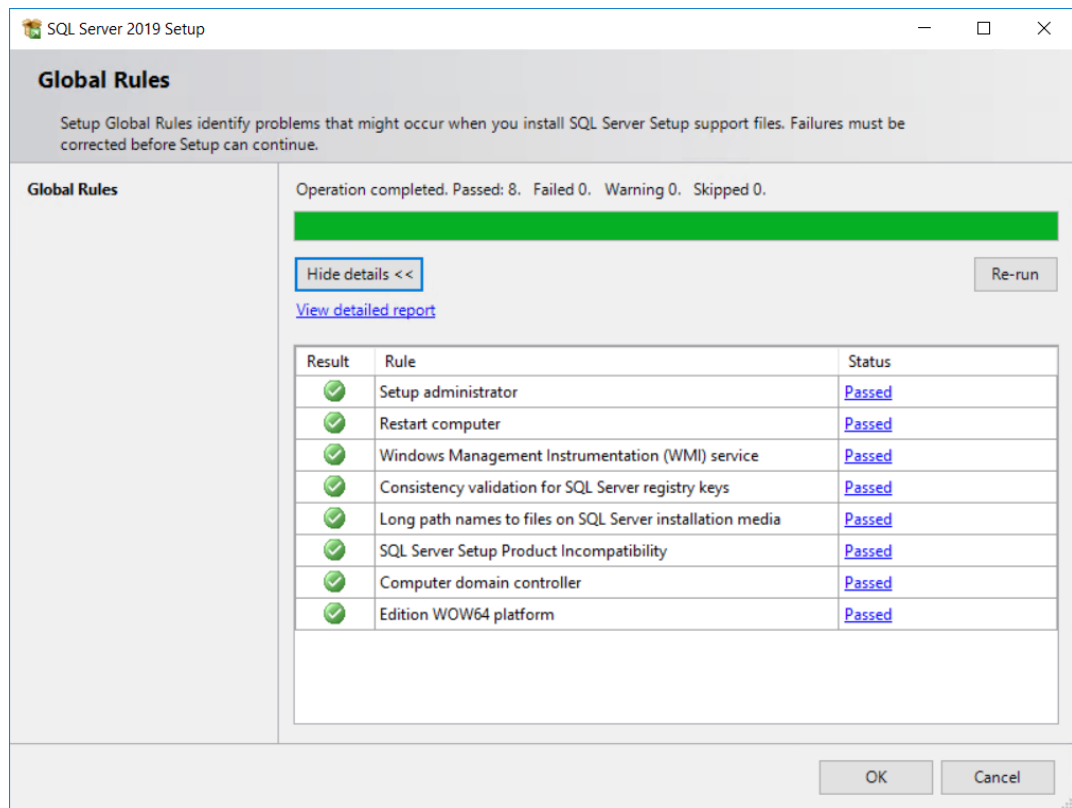 SQL Server 2019 Setup
Global Rules
Setup Global Rules identify problems that might occur when you install SQL Server Setup support files. Failures must be
corrected before Setup can continue.
Global Rules
Operation completed. Passed: 8.   Failed 0.   Warning 0.   Skipped 0.
Hide details <<
Re-run
View detailed report
Result Rule Status
Setup administrator Passed
Restart computer Passed
Windows Management Instrumentation (WMI) service Passed
Consistency validation for SQL Server registry keys Passed
Long path names to files on SQL Server installation media Passed
SQL Server Setup Product Incompatibility Passed
Computer domain controller Passed
Edition WOW64 platform Passed
OK Cancel